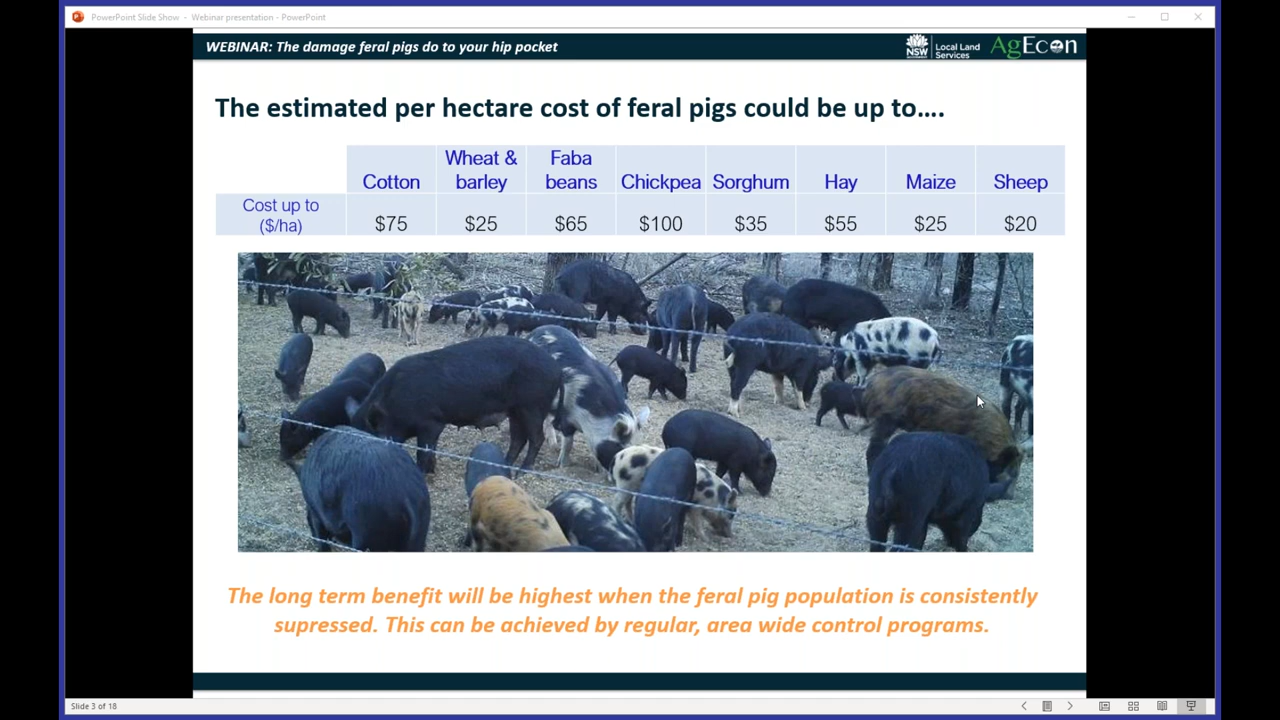 PowerPoint Slide Show - Webinar presentation - PowerPoint
WEBINAR: The damage feral pigs do to your hip pocket
NSW
Local Land
Services
AgEcon
The estimated per hectare cost of feral pigs could be up to....
Cotton Wheat & barley Faba beans Chickpea Sorghum Hay Maize Sheep
Cost up to ($/ha) $75 $25 $65 $100 $35 $55 $25 $20
The long term benefit will be highest when the feral pig population is consistently
supressed. This can be achieved by regular, area wide control programs.
Slide 3 of 18